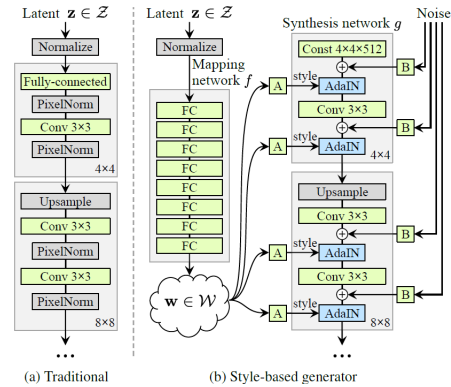 Latent z ∈ Z
Normalize
Fully-connected
PixelNorm
Conv 3×3
PixelNorm
4×4
Upsample
Conv 3×3
PixelNorm
Conv 3×3
PixelNorm
8×8
...
(a) Traditional
Latent z ∈ Z
Normalize
Mapping
network f
FC
FC
FC
FC
FC
FC
FC
FC
w ∈ W
Synthesis network g
Noise
Const 4×4×512
B
A
style
AdaIN
Conv 3×3
B
A
style
AdaIN
4×4
Upsample
Conv 3×3
B
A
style
AdaIN
Conv 3×3
B
A
style
AdaIN
8×8
...
(b) Style-based generator